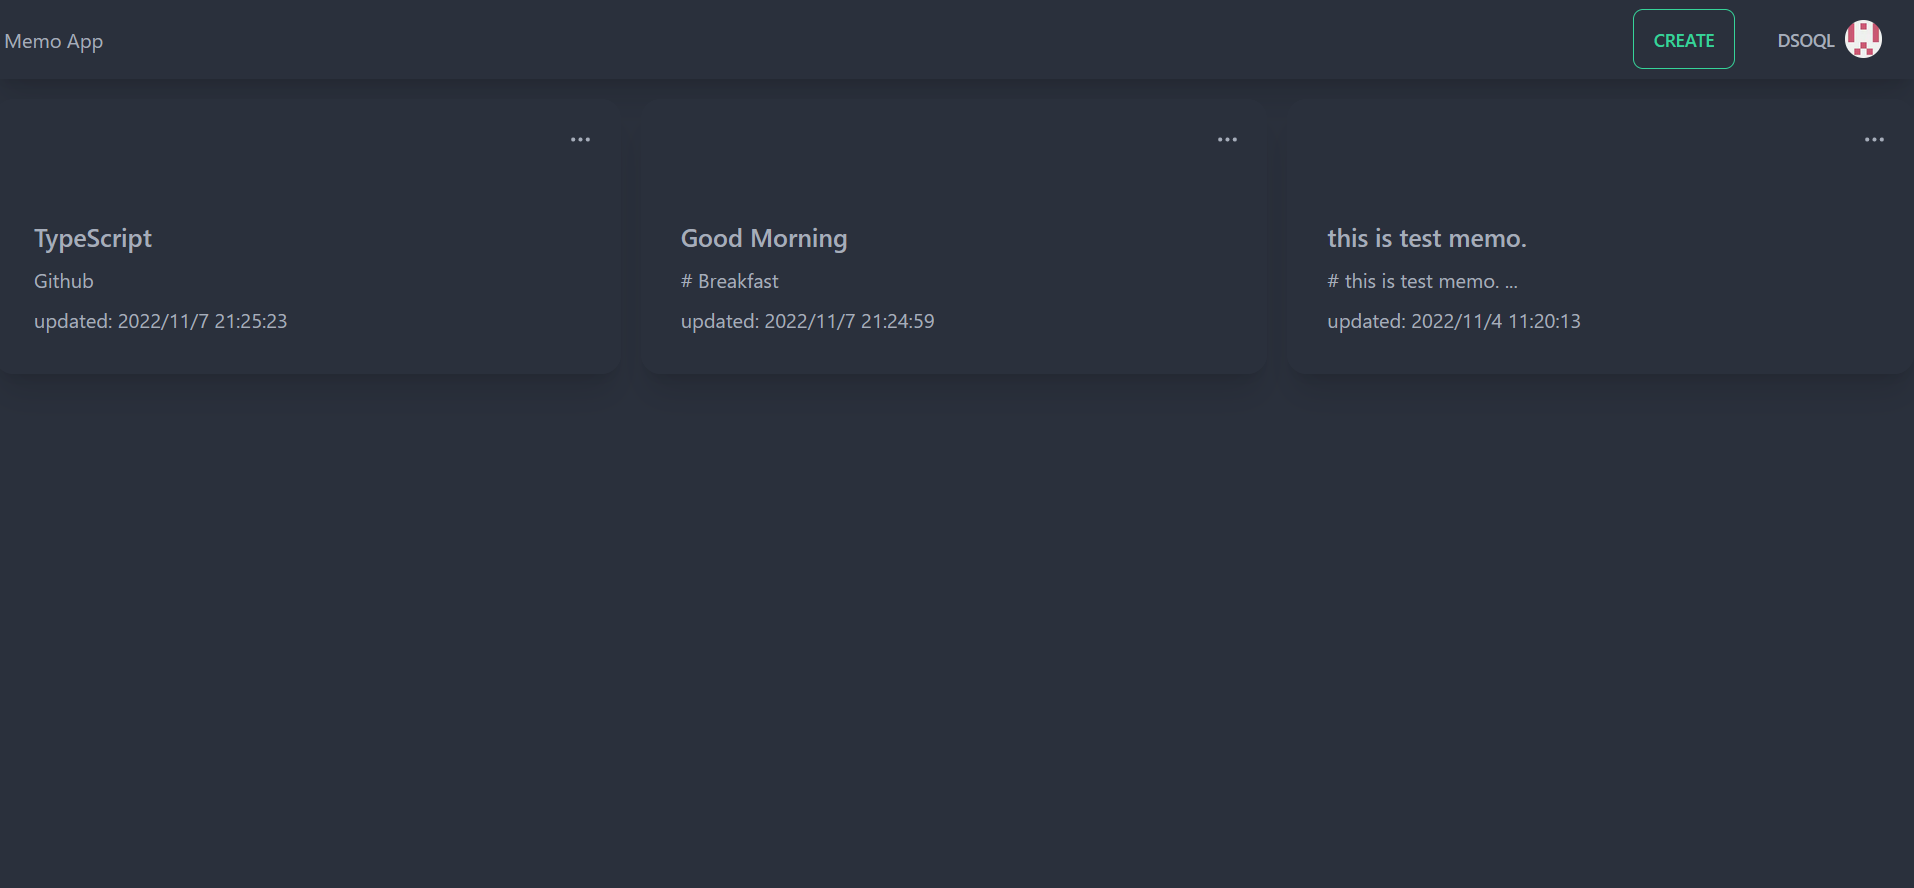 Memo App
CREATE
DSOQL
TypeScript
Github
updated: 2022/11/7 21:25:23
Good Morning
# Breakfast
updated: 2022/11/7 21:24:59
this is test memo.
# this is test memo. ...
updated: 2022/11/4 11:20:13